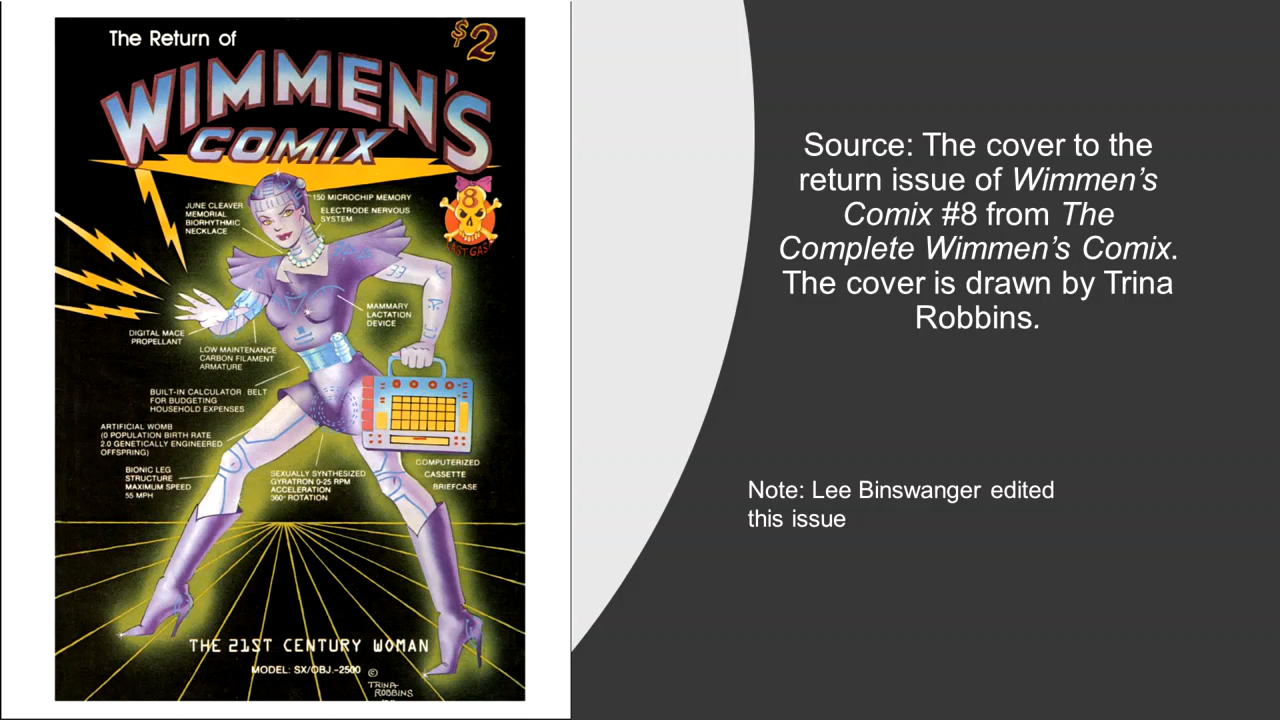 The Return of
$2
WIMMEN'S
COMIX
8
LAST GASP
JUNE CLEAVER
MEMORIAL
BIORHYTHMIC
NECKLACE
150 MICROCHIP MEMORY
ELECTRODE NERVOUS
SYSTEM
MAMMARY
LACTATION
DEVICE
DIGITAL MACE
PROPELLANT
LOW MAINTENANCE
CARBON FILAMENT
ARMATURE
BUILT-IN CALCULATOR BELT
FOR BUDGETING
HOUSEHOLD EXPENSES
ARTIFICIAL WOMB
(0 POPULATION BIRTH RATE
2.0 GENETICALLY ENGINEERED
OFFSPRING)
BIONIC LEG
STRUCTURE
MAXIMUM SPEED
55 MPH
SEXUALLY SYNTHESIZED
GYRATRON 0-25 RPM
ACCELERATION
360° ROTATION
COMPUTERIZED
CASSETTE
BRIEFCASE
THE 21ST CENTURY WOMAN
MODEL: SX/OBJ.-2500
©
TRINA
ROBBINS
Source: The cover to the
return issue of Wimmen's
Comix #8 from The
Complete Wimmen's Comix.
The cover is drawn by Trina
Robbins.
Note: Lee Binswanger edited
this issue